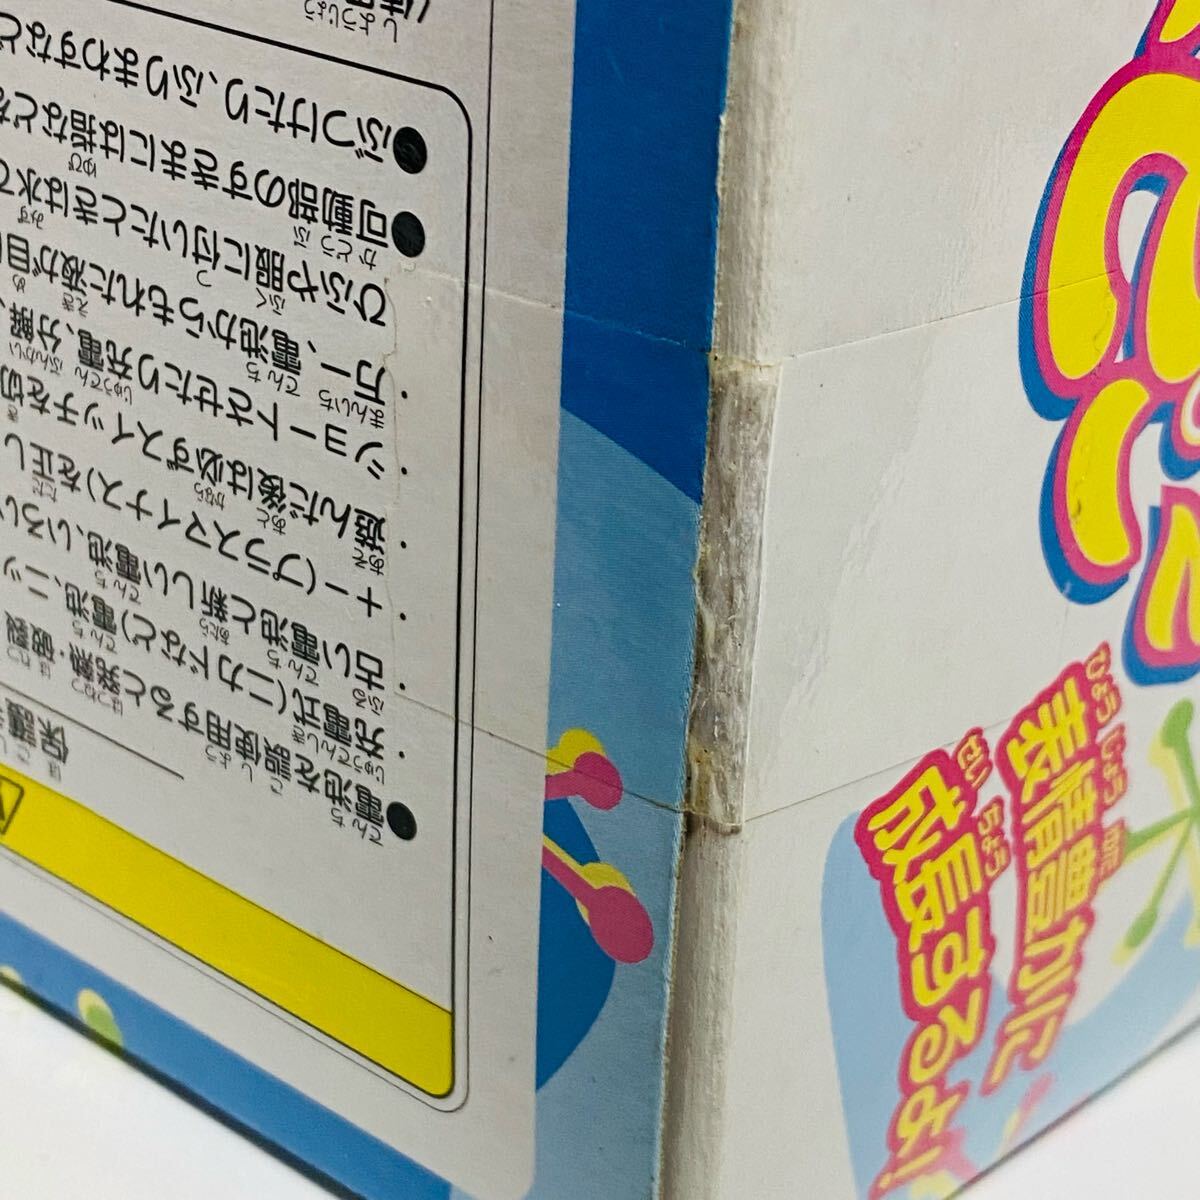 保護
●電池を誤使用すると発熱・破裂
・充電式(ニカドなど)電池、ニッ
・古い電池と新しい電池、いろい
・+−(プラスマイナス)を正し
・遊んだ後は必ずスイッチを切
・ショートさせたり充電、分解、
・万一、電池からもれた液が目に
ひふや服に付いたときは水で
●可動部のすきまには指などを
●ぶつけたり、ふりまわすなど
表情豊かに
成長するよ!